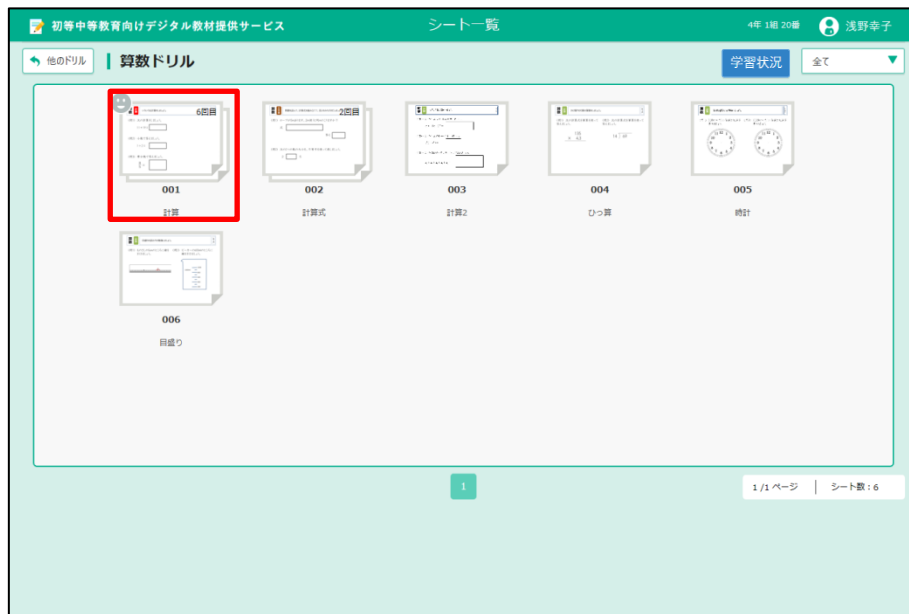 初等中等教育向けデジタル教材提供サービス
シート一覧
4年 1組 20番
浅野幸子
他のドリル
算数ドリル
学習状況
全て
6回目
2回目
001
002
003
004
005
計算
計算式
計算2
ひっ算
時計
006
目盛り
1
1 /1 ページ
シート数 : 6